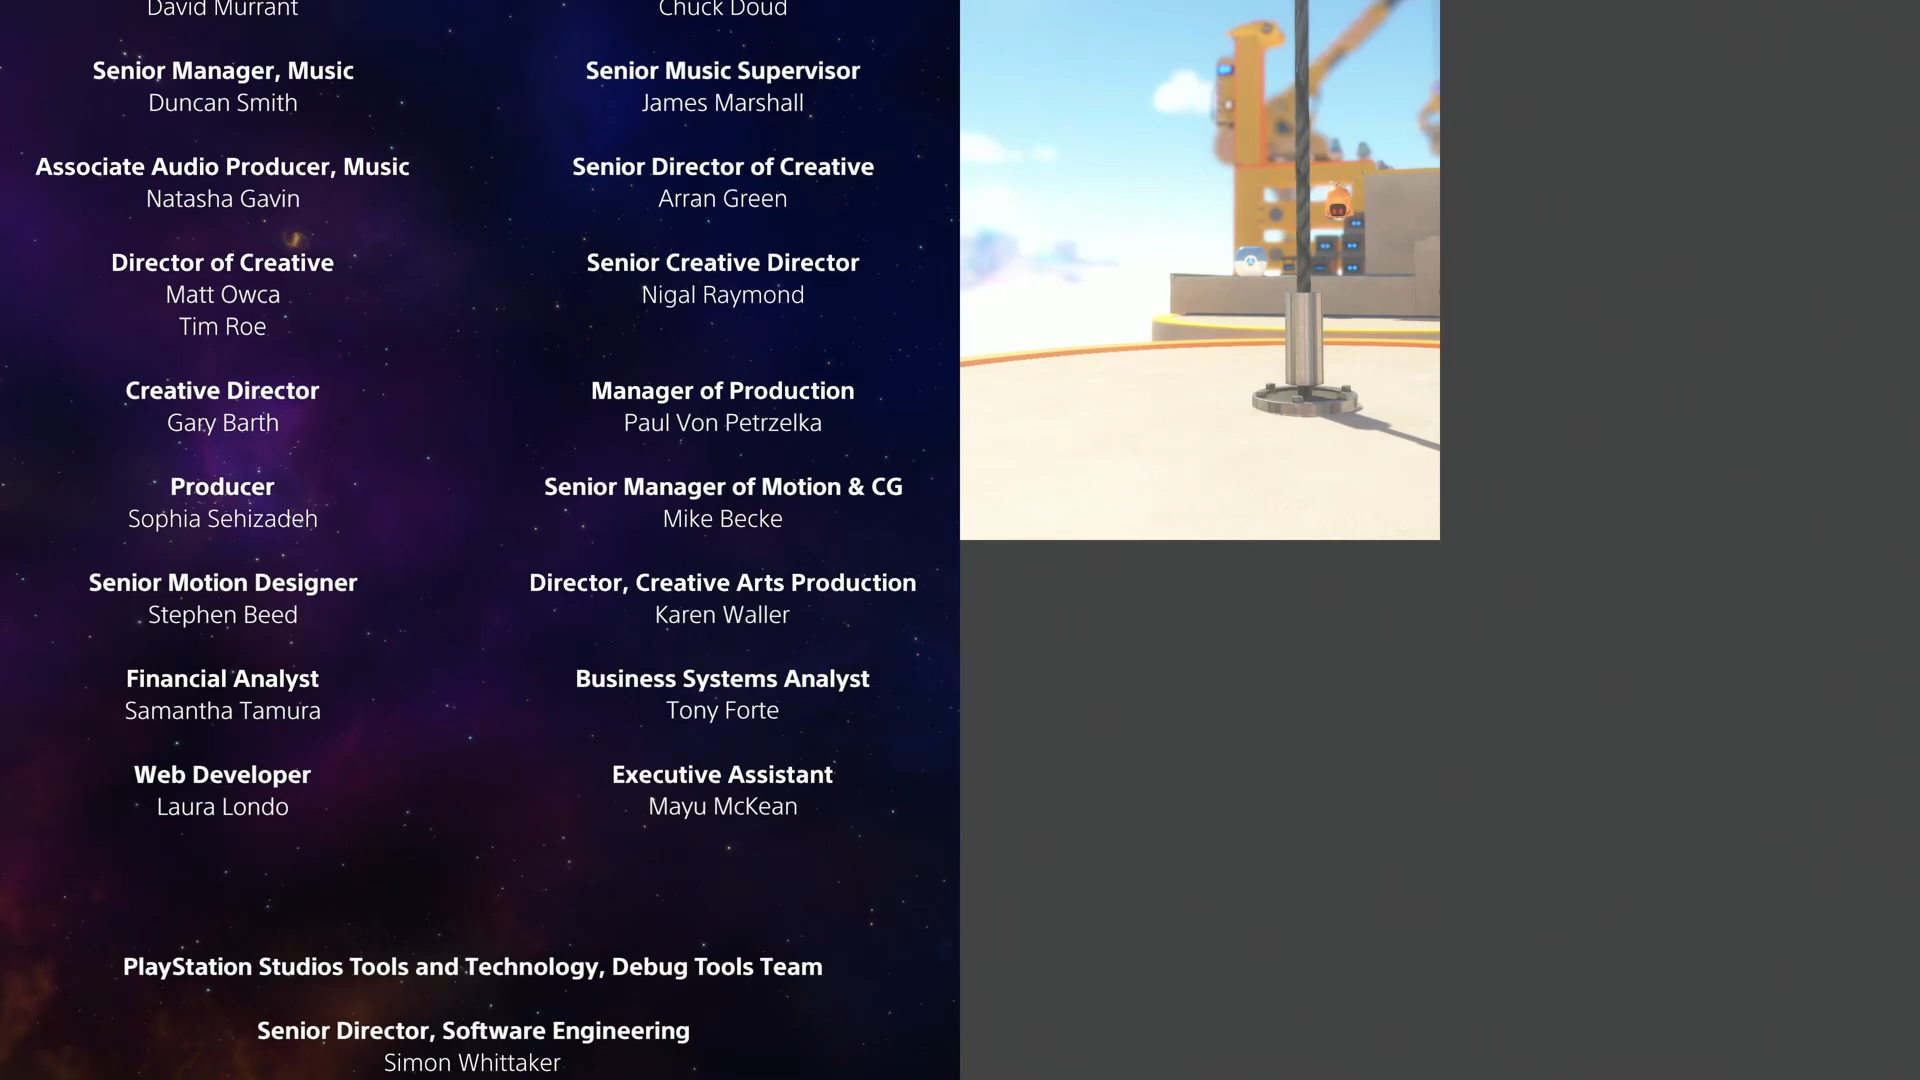 David Murrant
Chuck Doud
Senior Manager, Music
Duncan Smith
Senior Music Supervisor
James Marshall
Associate Audio Producer, Music
Natasha Gavin
Senior Director of Creative
Arran Green
Director of Creative
Matt Owca
Tim Roe
Senior Creative Director
Nigal Raymond
Creative Director
Gary Barth
Manager of Production
Paul Von Petrzelka
Producer
Sophia Sehizadeh
Senior Manager of Motion & CG
Mike Becke
Senior Motion Designer
Stephen Beed
Director, Creative Arts Production
Karen Waller
Financial Analyst
Samantha Tamura
Business Systems Analyst
Tony Forte
Web Developer
Laura Londo
Executive Assistant
Mayu McKean
PlayStation Studios Tools and Technology, Debug Tools Team
Senior Director, Software Engineering
Simon Whittaker